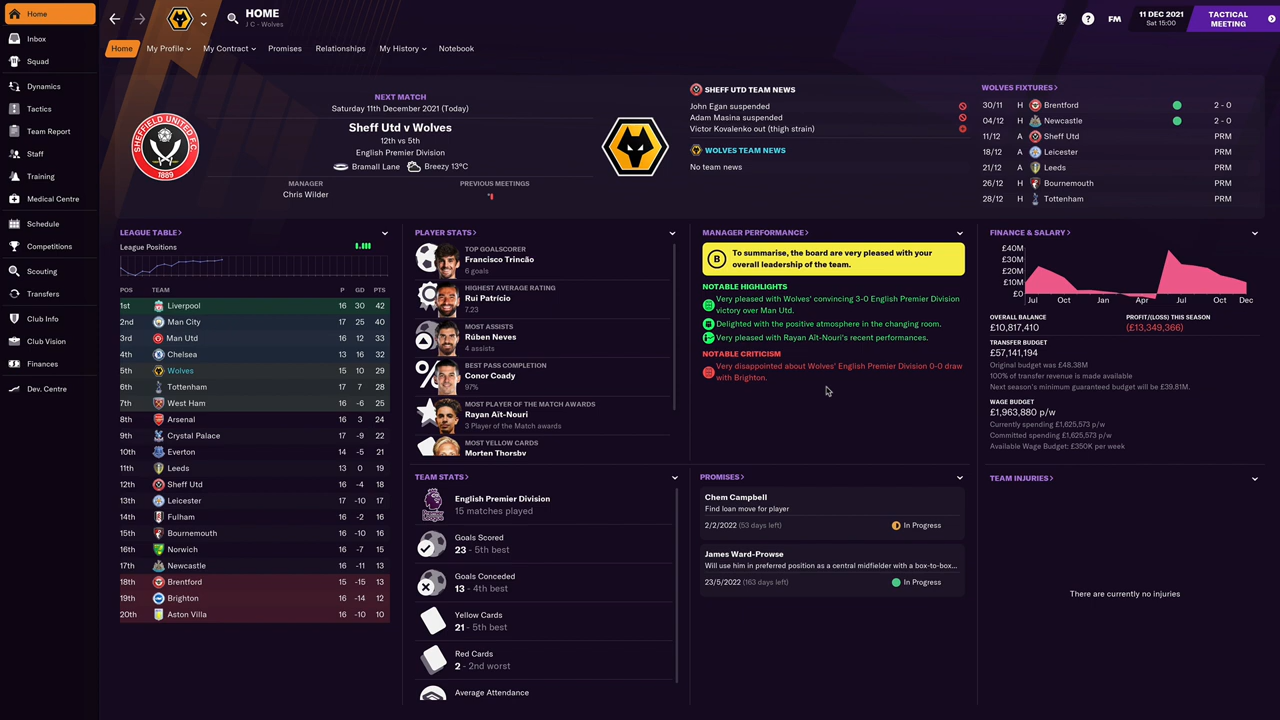 Home
Inbox
Squad
Dynamics
Tactics
Team Report
Staff
Training
Medical Centre
Schedule
Competitions
Scouting
Transfers
Club Info
Club Vision
Finances
Dev. Centre
HOME
J C - Wolves
FM
11 DEC 2021
Sat 15:00
TACTICAL
MEETING
Home
My Profile
My Contract
Promises
Relationships
My History
Notebook
NEXT MATCH
Saturday 11th December 2021 (Today)
Sheff Utd v Wolves
12th vs 5th
English Premier Division
Bramall Lane
Breezy 13°C
MANAGER
Chris Wilder
PREVIOUS MEETINGS
SHEFFIELD UNITED F.C
1889
SHEFF UTD TEAM NEWS
John Egan suspended
Adam Masina suspended
Victor Kovalenko out (thigh strain)
WOLVES TEAM NEWS
No team news
WOLVES FIXTURES >
30/11 H Brentford 2 - 0
04/12 H Newcastle 2 - 0
11/12 A Sheff Utd PRM
18/12 A Leicester PRM
21/12 A Leeds PRM
26/12 H Bournemouth PRM
28/12 H Tottenham PRM
LEAGUE TABLE >
League Positions
POS TEAM P GD PTS
1st Liverpool 16 30 42
2nd Man City 17 25 40
3rd Man Utd 16 12 33
4th Chelsea 13 16 32
5th Wolves 15 10 29
6th Tottenham 17 7 28
7th West Ham 16 -6 25
8th Arsenal 16 3 24
9th Crystal Palace 17 -9 22
10th Everton 14 -5 21
11th Leeds 13 0 19
12th Sheff Utd 16 -4 18
13th Leicester 17 -10 17
14th Fulham 16 -2 16
15th Bournemouth 16 -10 16
16th Norwich 16 -7 15
17th Newcastle 16 -11 13
18th Brentford 15 -15 13
19th Brighton 16 -14 12
20th Aston Villa 16 -10 10
PLAYER STATS >
TOP GOALSCORER
Francisco Trincão
6 goals
HIGHEST AVERAGE RATING
Rui Patrício
7.23
MOST ASSISTS
Rúben Neves
4 assists
BEST PASS COMPLETION
Conor Coady
97%
MOST PLAYER OF THE MATCH AWARDS
Rayan Aït-Nouri
3 Player of the Match awards
MOST YELLOW CARDS
Morten Thorsby
TEAM STATS >
English Premier Division
15 matches played
Goals Scored
23 - 5th best
Goals Conceded
13 - 4th best
Yellow Cards
21 - 5th best
Red Cards
2 - 2nd worst
Average Attendance
MANAGER PERFORMANCE >
B
To summarise, the board are very pleased with your
overall leadership of the team.
NOTABLE HIGHLIGHTS
Very pleased with Wolves' convincing 3-0 English Premier Division
victory over Man Utd.
Delighted with the positive atmosphere in the changing room.
Very pleased with Rayan Aït-Nouri's recent performances.
NOTABLE CRITICISM
Very disappointed about Wolves' English Premier Division 0-0 draw
with Brighton.
PROMISES >
Chem Campbell
Find loan move for player
2/2/2022 (53 days left) In Progress
James Ward-Prowse
Will use him in preferred position as a central midfielder with a box-to-box...
23/5/2022 (163 days left) In Progress
FINANCE & SALARY >
£40M
£30M
£20M
£10M
£0
Jul Oct Jan Apr Jul Oct Dec
OVERALL BALANCE
£10,817,410
PROFIT/(LOSS) THIS SEASON
(£13,349,366)
TRANSFER BUDGET
£57,141,194
Original budget was £48.38M
100% of transfer revenue is made available
Next season's minimum guaranteed budget will be £39.81M.
WAGE BUDGET
£1,963,880 p/w
Currently spending £1,625,573 p/w
Committed spending £1,625,573 p/w
Available Wage Budget: £350K per week
TEAM INJURIES >
There are currently no injuries